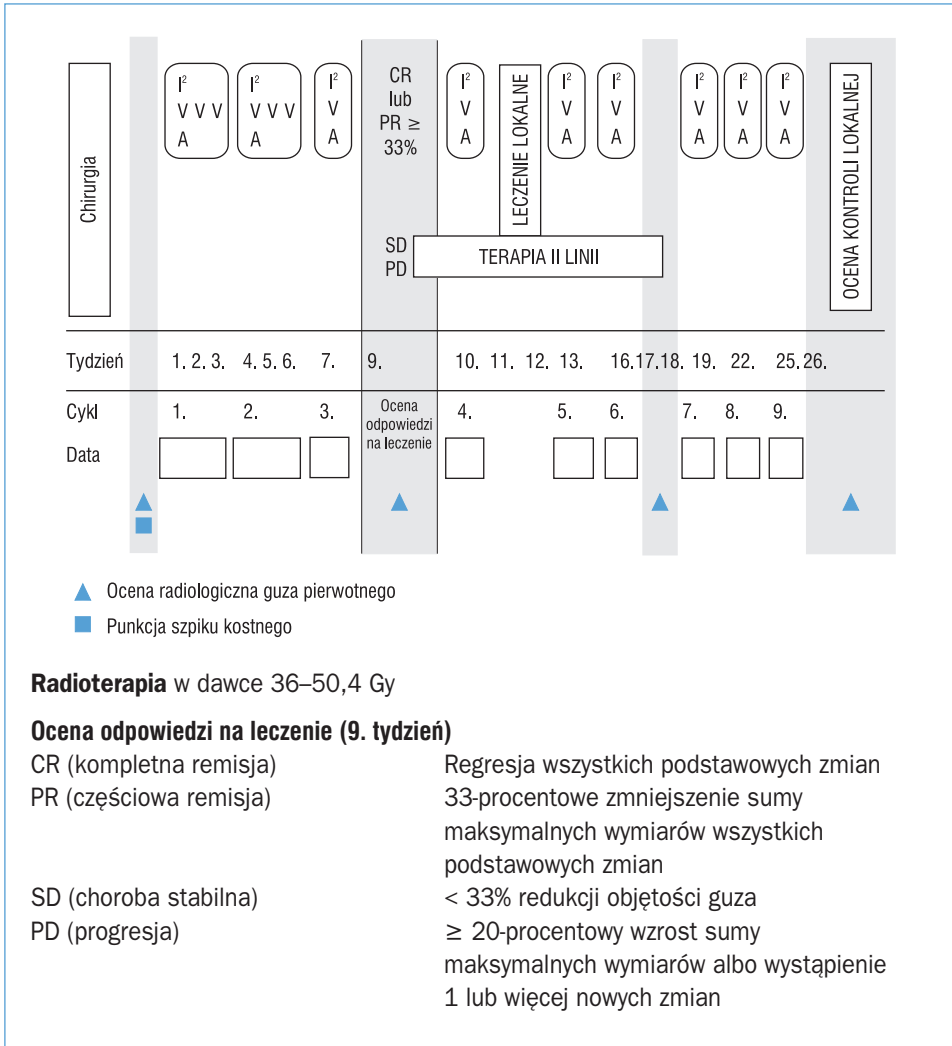 Chirurgia
I² I² I² CR I² LECZENIE LOKALNE I² I² I² I² I² OCENA KONTROLI LOKALNEJ
V V V V V V V lub V V V V V V
A A A PR ≥ A A A A A A
33%
SD
PD
TERAPIA II LINII
Tydzień 1. 2. 3. 4. 5. 6. 7. 9. 10. 11. 12. 13. 16.17.18. 19. 22. 25.26.
Cykl 1. 2. 3. Ocena odpowiedzi na leczenie 4. 5. 6. 7. 8. 9.
Data
Ocena radiologiczna guza pierwotnego
Punkcja szpiku kostnego
Radioterapia w dawce 36–50,4 Gy
Ocena odpowiedzi na leczenie (9. tydzień)
CR (kompletna remisja) Regresja wszystkich podstawowych zmian
PR (częściowa remisja) 33-procentowe zmniejszenie sumy
maksymalnych wymiarów wszystkich
podstawowych zmian
SD (choroba stabilna) < 33% redukcji objętości guza
PD (progresja) ≥ 20-procentowy wzrost sumy
maksymalnych wymiarów albo wystąpienie
1 lub więcej nowych zmian